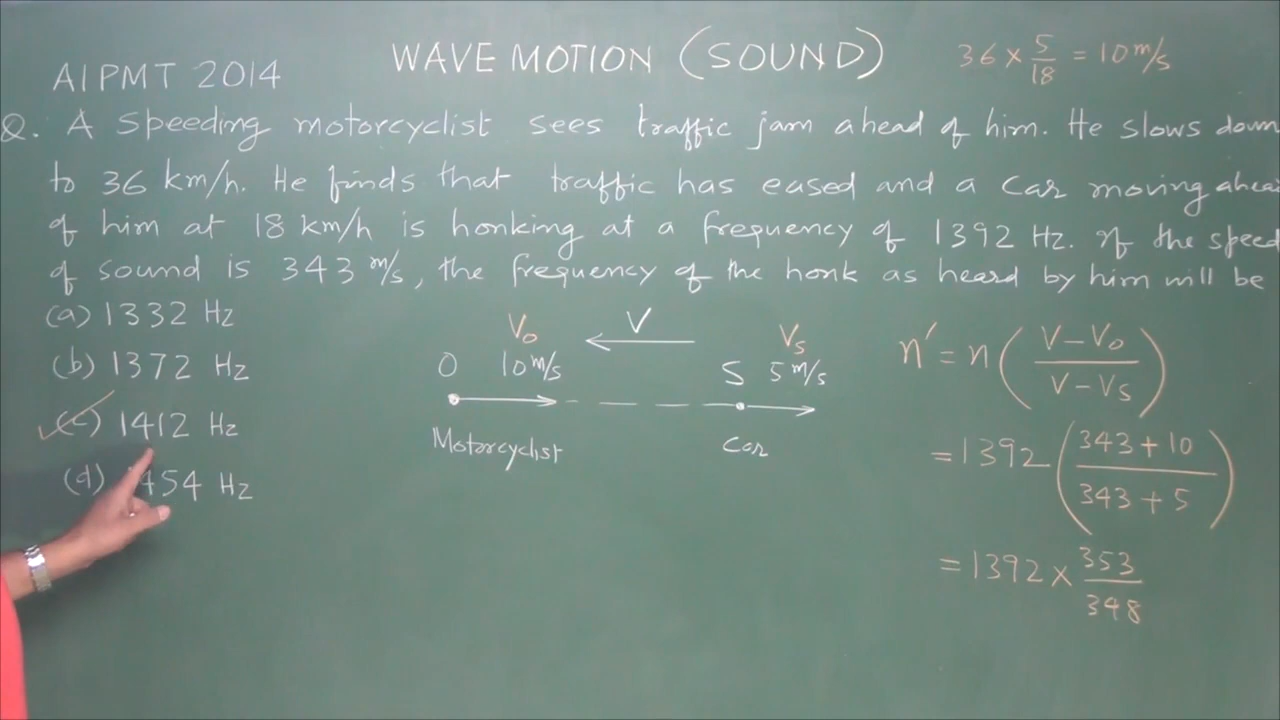 WAVE MOTION (SOUND)
36 × 5/18 = 10 m/s
AIPMT 2014
Q. A speeding motorcyclist sees traffic jam ahead of him. He slows down
to 36 km/h. He finds that traffic has eased and a car moving ahea
of him at 18 km/h is honking at a frequency of 1392 Hz. If the speed
of sound is 343 m/s, the frequency of the honk as heard by him will be
(a) 1332 Hz
(b) 1372 Hz
(c) 1412 Hz
(d) 1454 Hz
V₀ V Vs
O 10 m/s S 5 m/s
Motorcyclist Car
n' = n ( V – V₀ / V – Vs )
= 1392 ( 343 + 10 / 343 + 5 )
= 1392 × 353/348